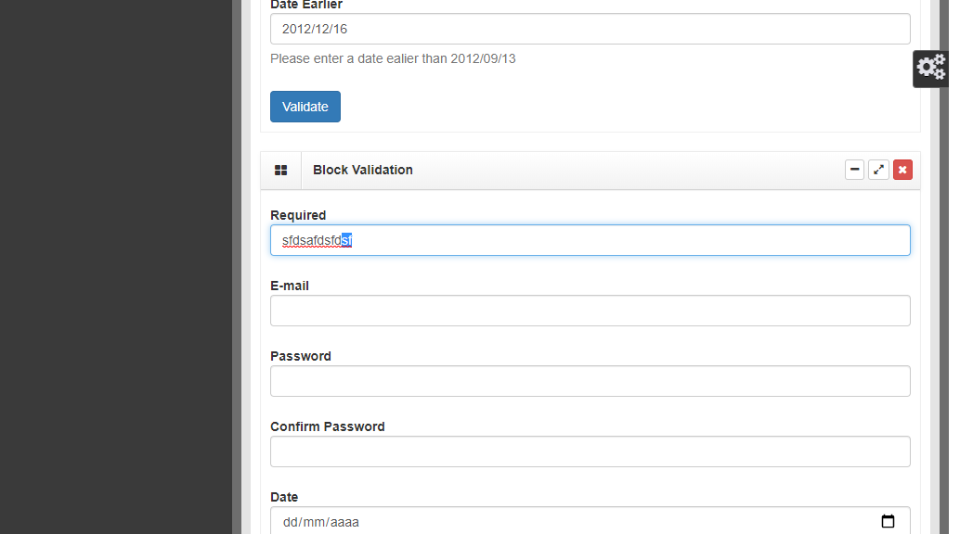 Date Earlier
2012/12/16
Please enter a date ealier than 2012/09/13
Validate
Block Validation
Required
sfdsafdsfdsf
E-mail
Password
Confirm Password
Date
dd/mm/aaaa